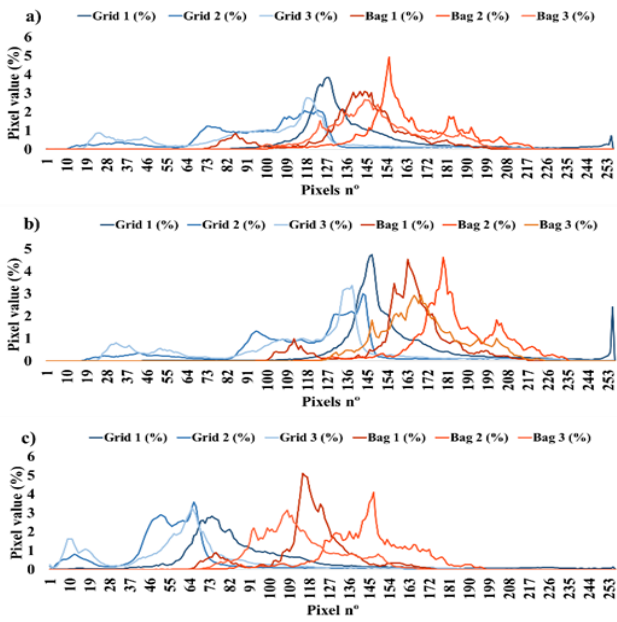 a) Grid 1 (%) Grid 2 (%) Grid 3 (%) Bag 1 (%) Bag 2 (%) Bag 3 (%)
Pixel value (%)
6
5
4
3
2
1
0
1 10 19 28 37 46 55 64 73 82 91 100 109 118 127 136 145 154 163 172 181 190 199 208 217 226 235 244 253
Pixels nº
b) Grid 1 (%) Grid 2 (%) Grid 3 (%) Bag 1 (%) Bag 2 (%) Bag 3 (%)
Pixel value (%)
5
4
3
2
1
0
1 10 19 28 37 46 55 64 73 82 91 100 109 118 127 136 145 154 163 172 181 190 199 208 217 226 235 244 253
Pixels nº
c) Grid 1 (%) Grid 2 (%) Grid 3 (%) Bag 1 (%) Bag 2 (%) Bag 3 (%)
Pixel value (%)
6
5
4
3
2
1
0
1 10 19 28 37 46 55 64 73 82 91 100 109 118 127 136 145 154 163 172 181 190 199 208 217 226 235 244 253
Pixel nº